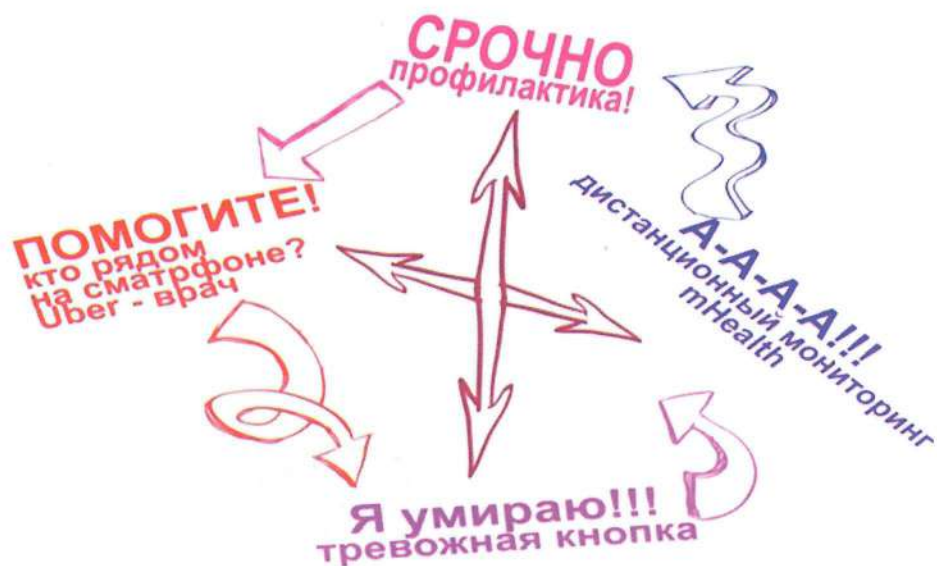 СРОЧНО
профилактика!
ПОМОГИТЕ!
кто рядом
на сматрфоне?
Uber - врач
А-А-А-А!!!
дистанционный мониторинг
mHealth
Я умираю!!!
тревожная кнопка